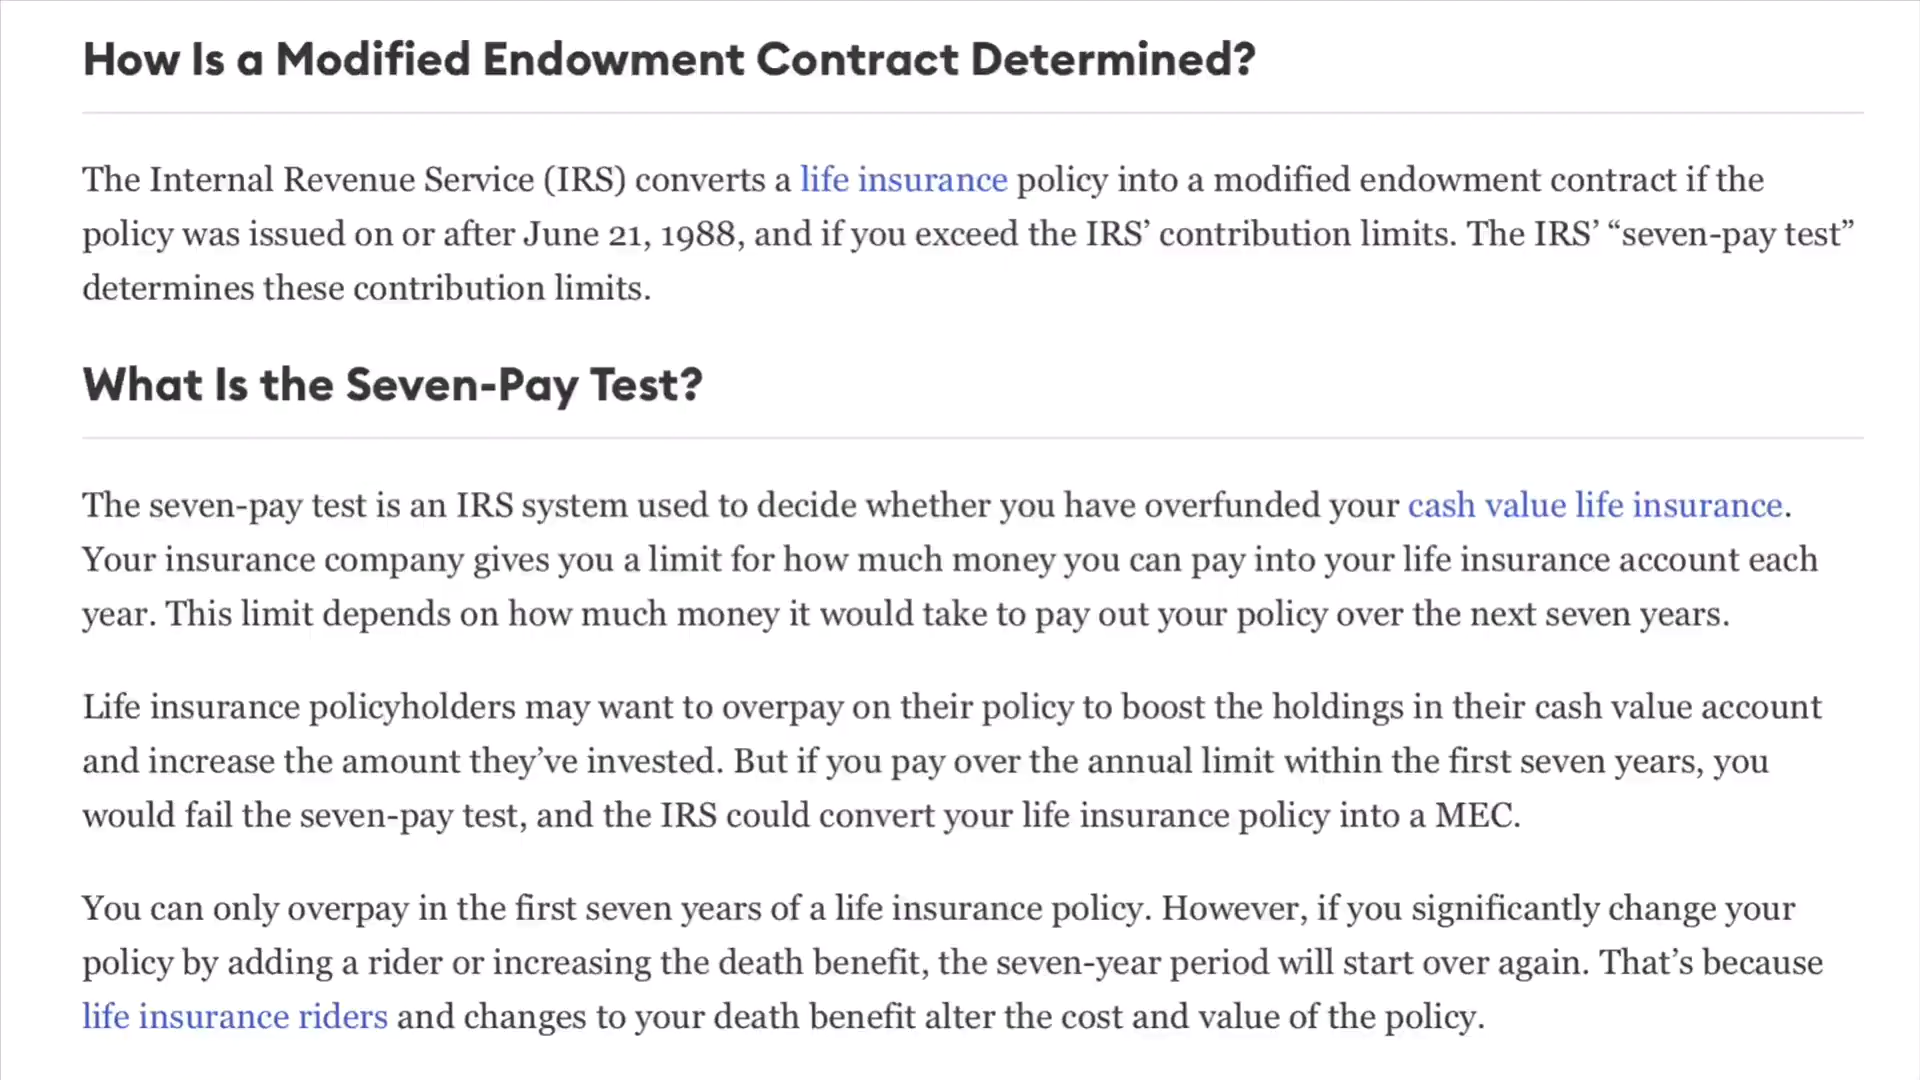 How Is a Modified Endowment Contract Determined?
The Internal Revenue Service (IRS) converts a life insurance policy into a modified endowment contract if the
policy was issued on or after June 21, 1988, and if you exceed the IRS’ contribution limits. The IRS’ “seven-pay test”
determines these contribution limits.
What Is the Seven-Pay Test?
The seven-pay test is an IRS system used to decide whether you have overfunded your cash value life insurance.
Your insurance company gives you a limit for how much money you can pay into your life insurance account each
year. This limit depends on how much money it would take to pay out your policy over the next seven years.
Life insurance policyholders may want to overpay on their policy to boost the holdings in their cash value account
and increase the amount they’ve invested. But if you pay over the annual limit within the first seven years, you
would fail the seven-pay test, and the IRS could convert your life insurance policy into a MEC.
You can only overpay in the first seven years of a life insurance policy. However, if you significantly change your
policy by adding a rider or increasing the death benefit, the seven-year period will start over again. That’s because
life insurance riders and changes to your death benefit alter the cost and value of the policy.